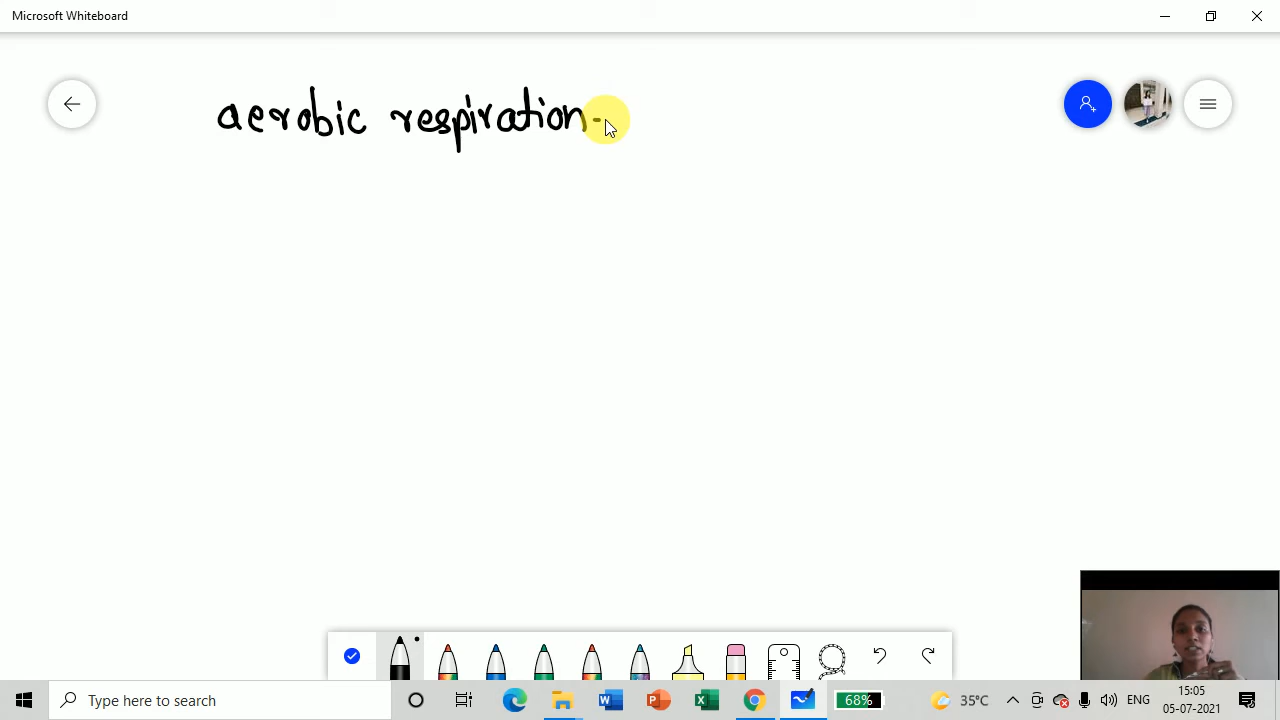 Microsoft Whiteboard
aerobic respiration-
Type here to search
68%
35°C
ENG
15:05
05-07-2021